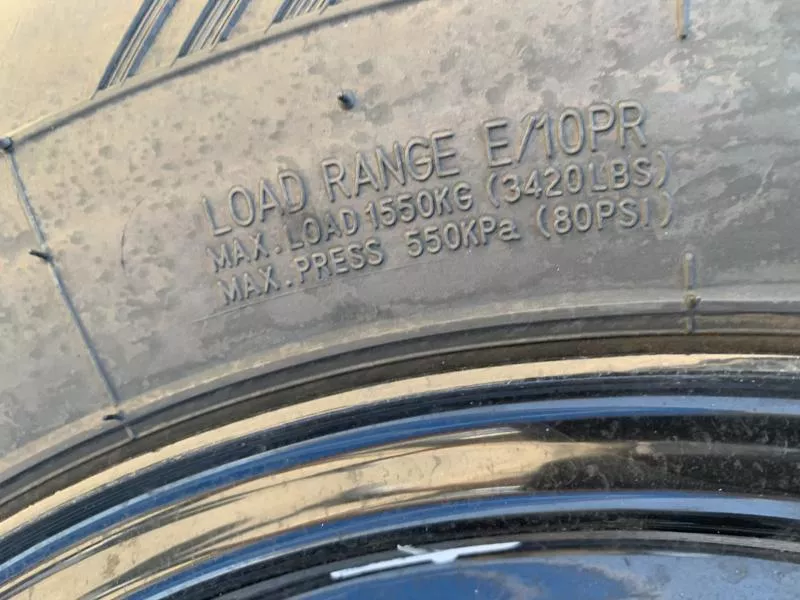 LOAD RANGE E/10PR
MAX. LOAD 1550KG (3420LBS)
MAX. PRESS 550KPa (80PSI)